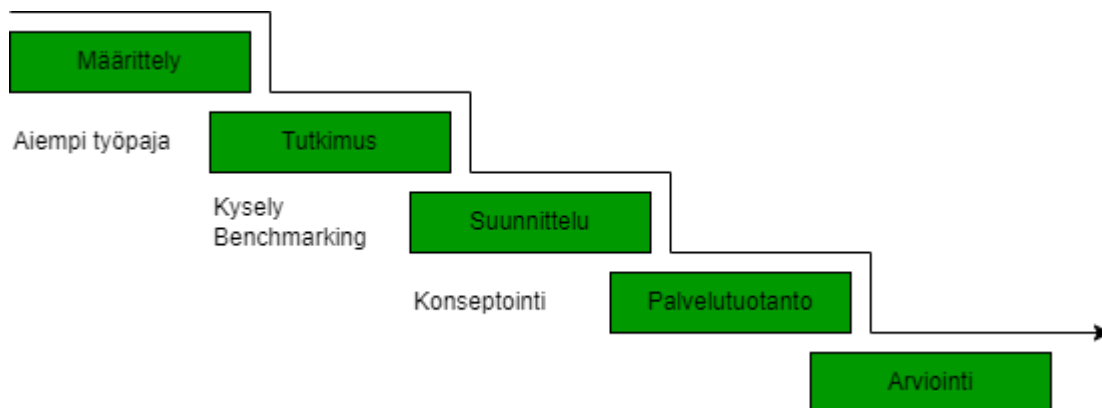 Määrittely
Aiempi työpaja
Tutkimus
Kysely
Benchmarking
Suunnittelu
Konseptointi
Palvelutuotanto
Arviointi